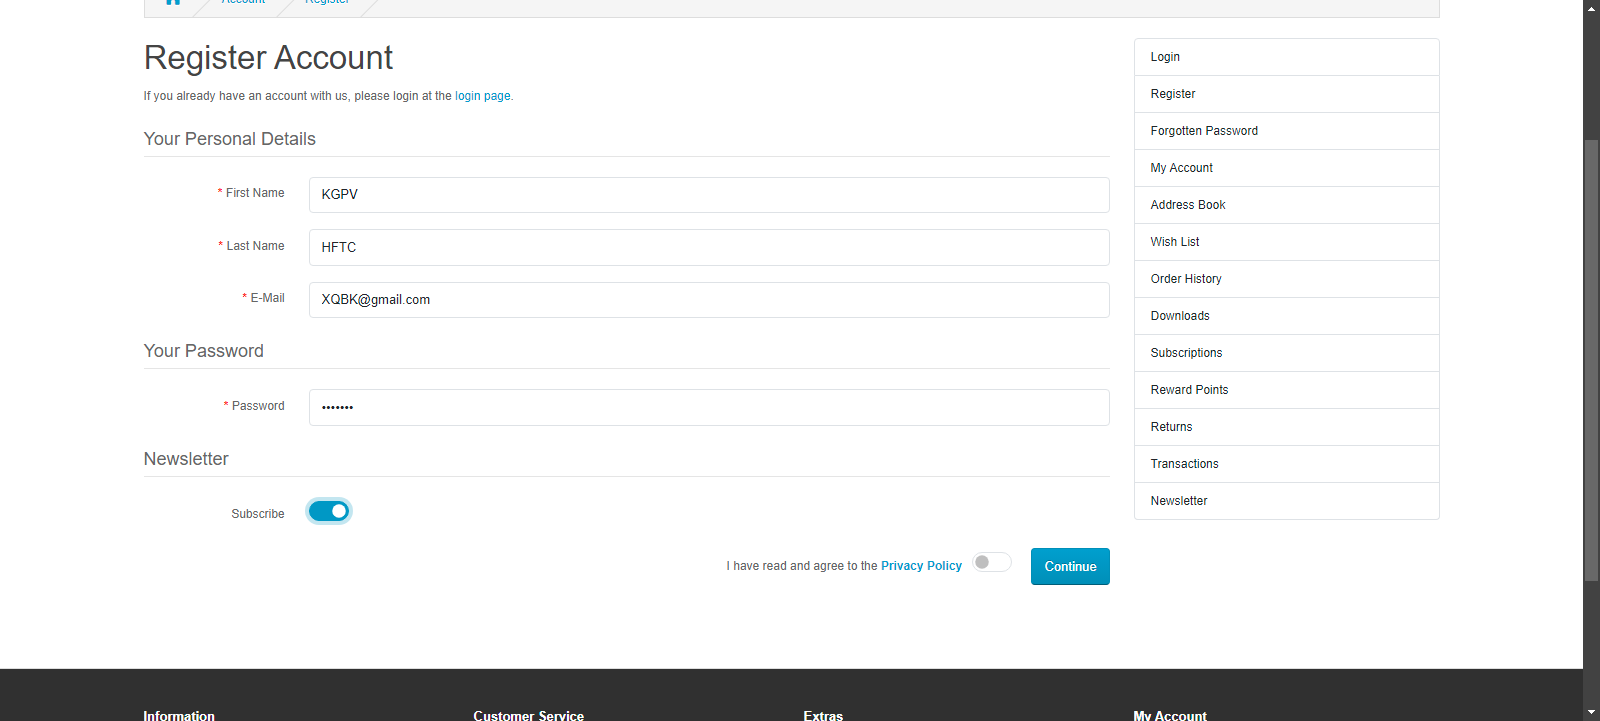 Account Register
Register Account
If you already have an account with us, please login at the login page.
Your Personal Details
* First Name KGPV
* Last Name HFTC
* E-Mail XQBK@gmail.com
Your Password
* Password •••••••
Newsletter
Subscribe
I have read and agree to the Privacy Policy Continue
Login
Register
Forgotten Password
My Account
Address Book
Wish List
Order History
Downloads
Subscriptions
Reward Points
Returns
Transactions
Newsletter
Information Customer Service Extras My Account